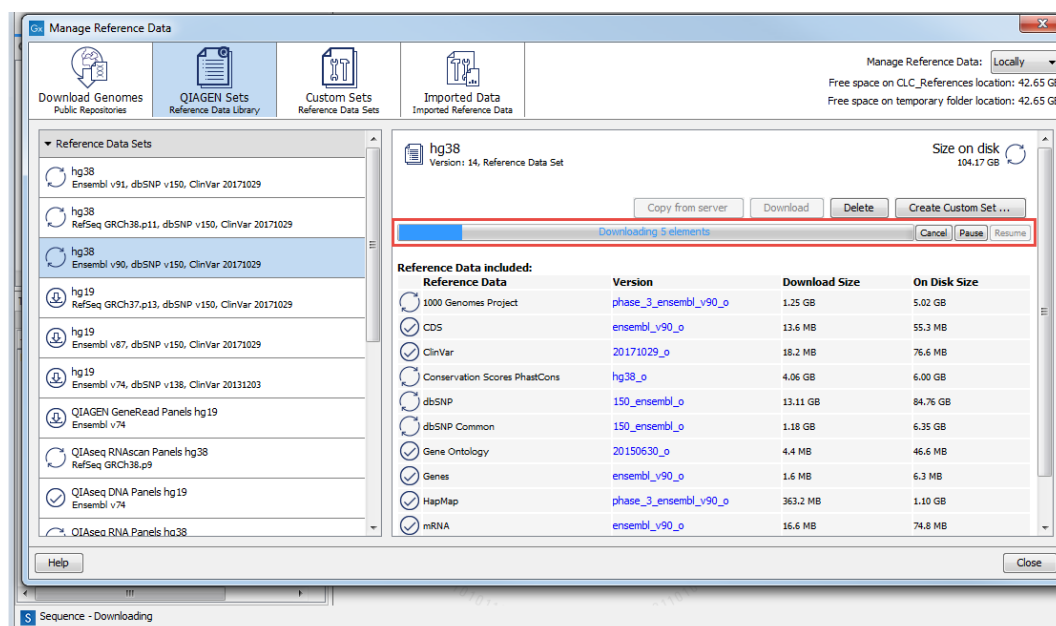 Gx Manage Reference Data
Download Genomes
Public Repositories
QIAGEN Sets
Reference Data Library
Custom Sets
Reference Data Sets
Imported Data
Imported Reference Data
Manage Reference Data: Locally
Free space on CLC_References location: 42.65 G
Free space on temporary folder location: 42.65 G
Reference Data Sets
hg38
Ensembl v91, dbSNP v150, ClinVar 20171029
hg38
RefSeq GRCh38.p11, dbSNP v150, ClinVar 20171029
hg38
Ensembl v90, dbSNP v150, ClinVar 20171029
hg19
RefSeq GRCh37.p13, dbSNP v150, ClinVar 20171029
hg19
Ensembl v87, dbSNP v150, ClinVar 20171029
hg19
Ensembl v74, dbSNP v138, ClinVar 20131203
QIAGEN GeneRead Panels hg19
Ensembl v74
QIAseq RNAscan Panels hg38
RefSeq GRCh38.p9
QIAseq DNA Panels hg19
Ensembl v74
QIAseq RNA Panels hg38
hg38
Version: 14, Reference Data Set
Size on disk
104.17 GB
Copy from server Download Delete Create Custom Set ...
Downloading 5 elements Cancel Pause Resume
Reference Data included:
Reference Data Version Download Size On Disk Size
1000 Genomes Project phase_3_ensembl_v90_o 1.25 GB 5.02 GB
CDS ensembl_v90_o 13.6 MB 55.3 MB
ClinVar 20171029_o 18.2 MB 76.6 MB
Conservation Scores PhastCons hg38_o 4.06 GB 6.00 GB
dbSNP 150_ensembl_o 13.11 GB 84.76 GB
dbSNP Common 150_ensembl_o 1.18 GB 6.35 GB
Gene Ontology 20150630_o 4.4 MB 46.6 MB
Genes ensembl_v90_o 1.6 MB 6.3 MB
HapMap phase_3_ensembl_v90_o 363.2 MB 1.10 GB
mRNA ensembl_v90_o 16.6 MB 74.8 MB
Help Close
S Sequence - Downloading